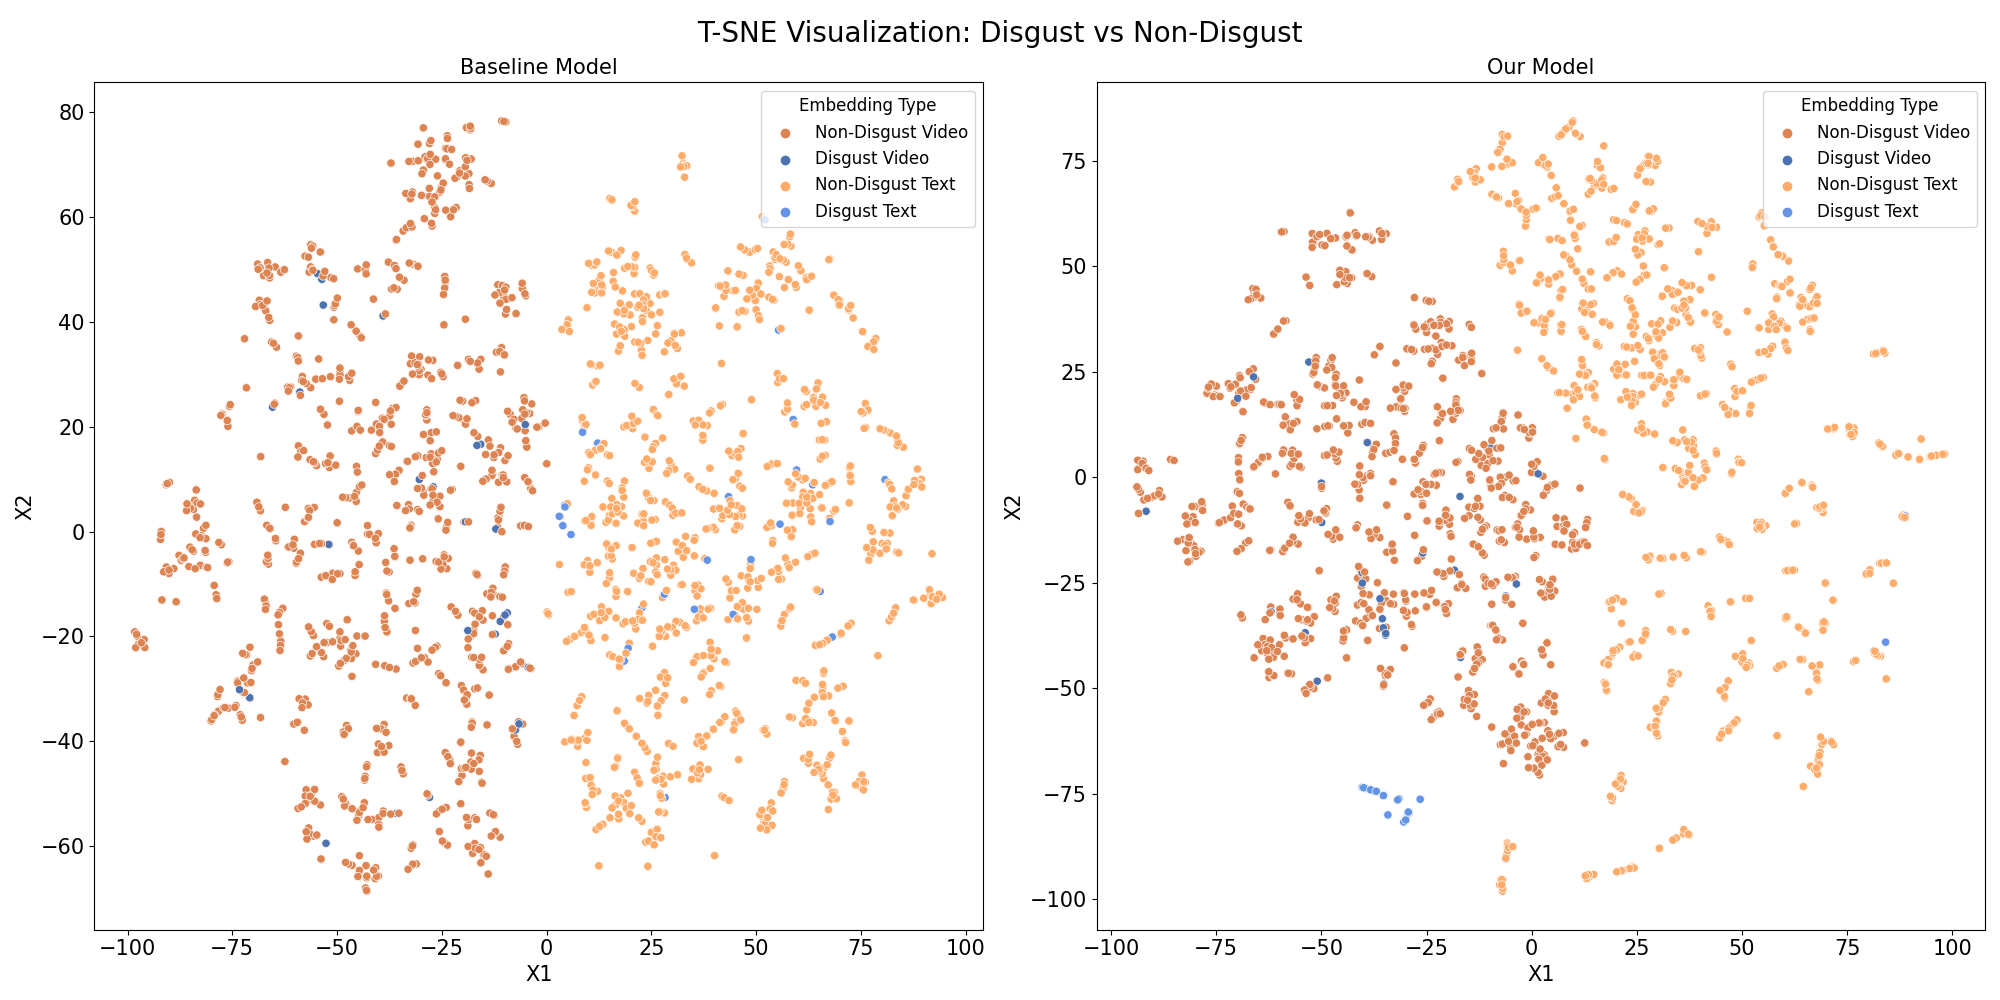 T-SNE Visualization: Disgust vs Non-Disgust
Baseline Model
Embedding Type
Non-Disgust Video
Disgust Video
Non-Disgust Text
Disgust Text
X2
80
60
40
20
0
−20
−40
−60
−100
−75
−50
−25
0
25
50
75
100
X1
Our Model
Embedding Type
Non-Disgust Video
Disgust Video
Non-Disgust Text
Disgust Text
X2
75
50
25
0
−25
−50
−75
−100
−100
−75
−50
−25
0
25
50
75
100
X1